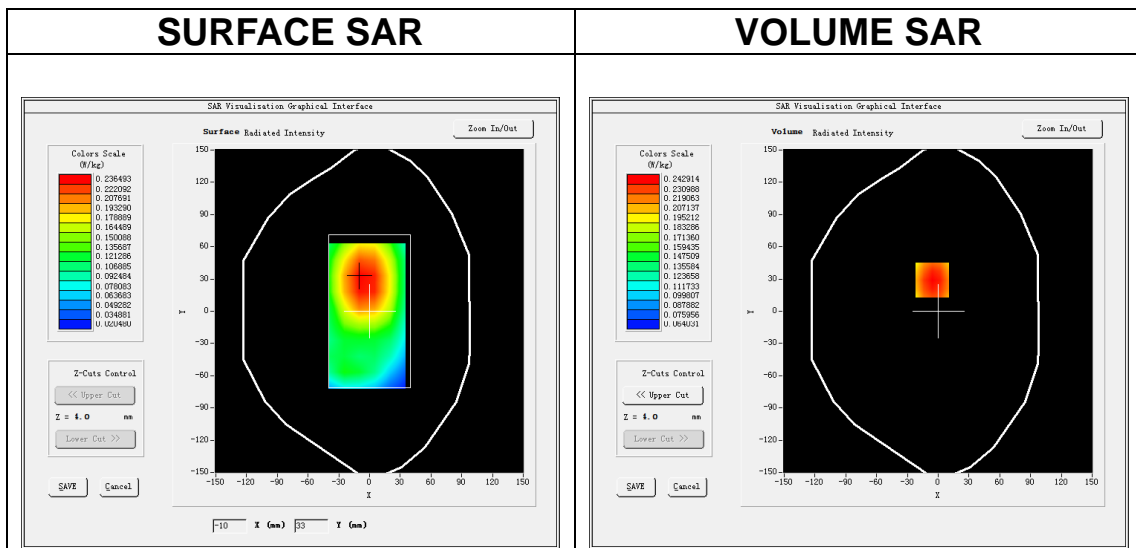 SURFACE SAR
VOLUME SAR
SAR Visualisation Graphical Interface
Surface Radiated Intensity
Zoom In/Out
Colors Scale
(W/kg)
0.236493
0.222092
0.207691
0.193290
0.178889
0.164489
0.150088
0.135687
0.121286
0.106885
0.092484
0.078083
0.063683
0.049282
0.034881
0.020480
Z-Cuts Control
<< Upper Cut
Z = 4.0 mm
Lower Cut >>
SAVE
Cancel
150
120
90
60
30
0
-30
-60
-90
-120
-150
Y
-150 -120 -90 -60 -30 0 30 60 90 120 150
X
-10 X (mm) 33 Y (mm)
SAR Visualisation Graphical Interface
Volume Radiated Intensity
Zoom In/Out
Colors Scale
(W/kg)
0.242914
0.230988
0.219063
0.207137
0.195212
0.183286
0.171360
0.159435
0.147509
0.135584
0.123658
0.111733
0.099807
0.087882
0.075956
0.064031
Z-Cuts Control
<< Upper Cut
Z = 4.0 mm
Lower Cut >>
SAVE
Cancel
150
120
90
60
30
0
-30
-60
-90
-120
-150
Y
-150 -120 -90 -60 -30 0 30 60 90 120 150
X